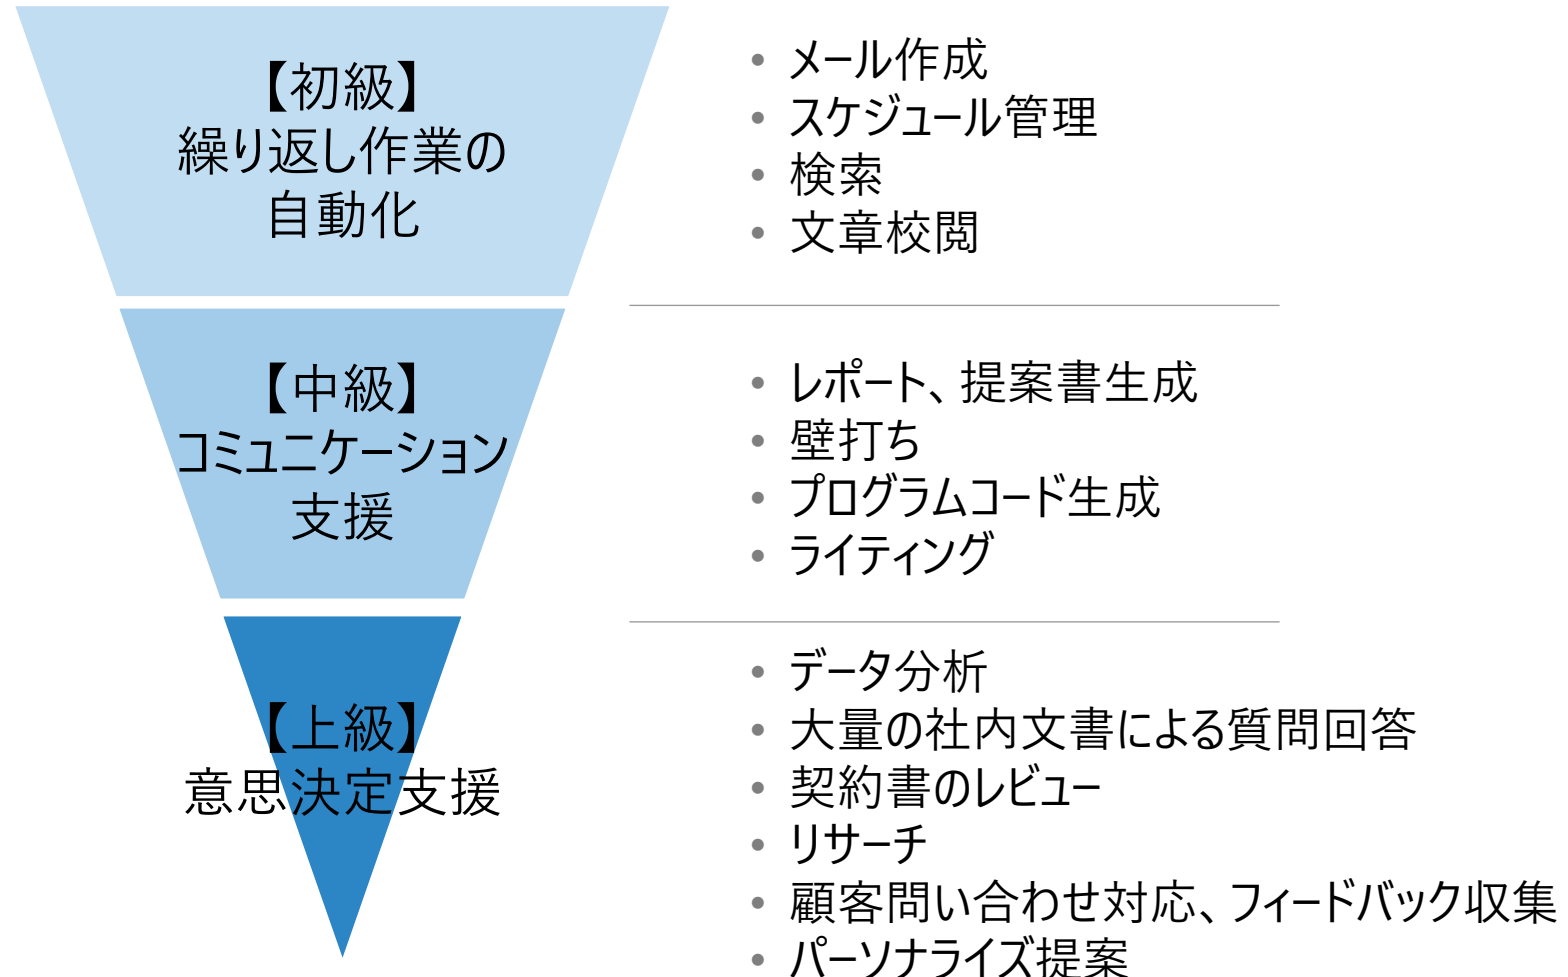 【初級】
繰り返し作業の
自動化
• メール作成
• スケジュール管理
• 検索
• 文章校閲
【中級】
コミュニケーション
支援
• レポート、提案書生成
• 壁打ち
• プログラムコード生成
• ライティング
【上級】
意思決定支援
• データ分析
• 大量の社内文書による質問回答
• 契約書のレビュー
• リサーチ
• 顧客問い合わせ対応、フィードバック収集
• パーソナライズ提案